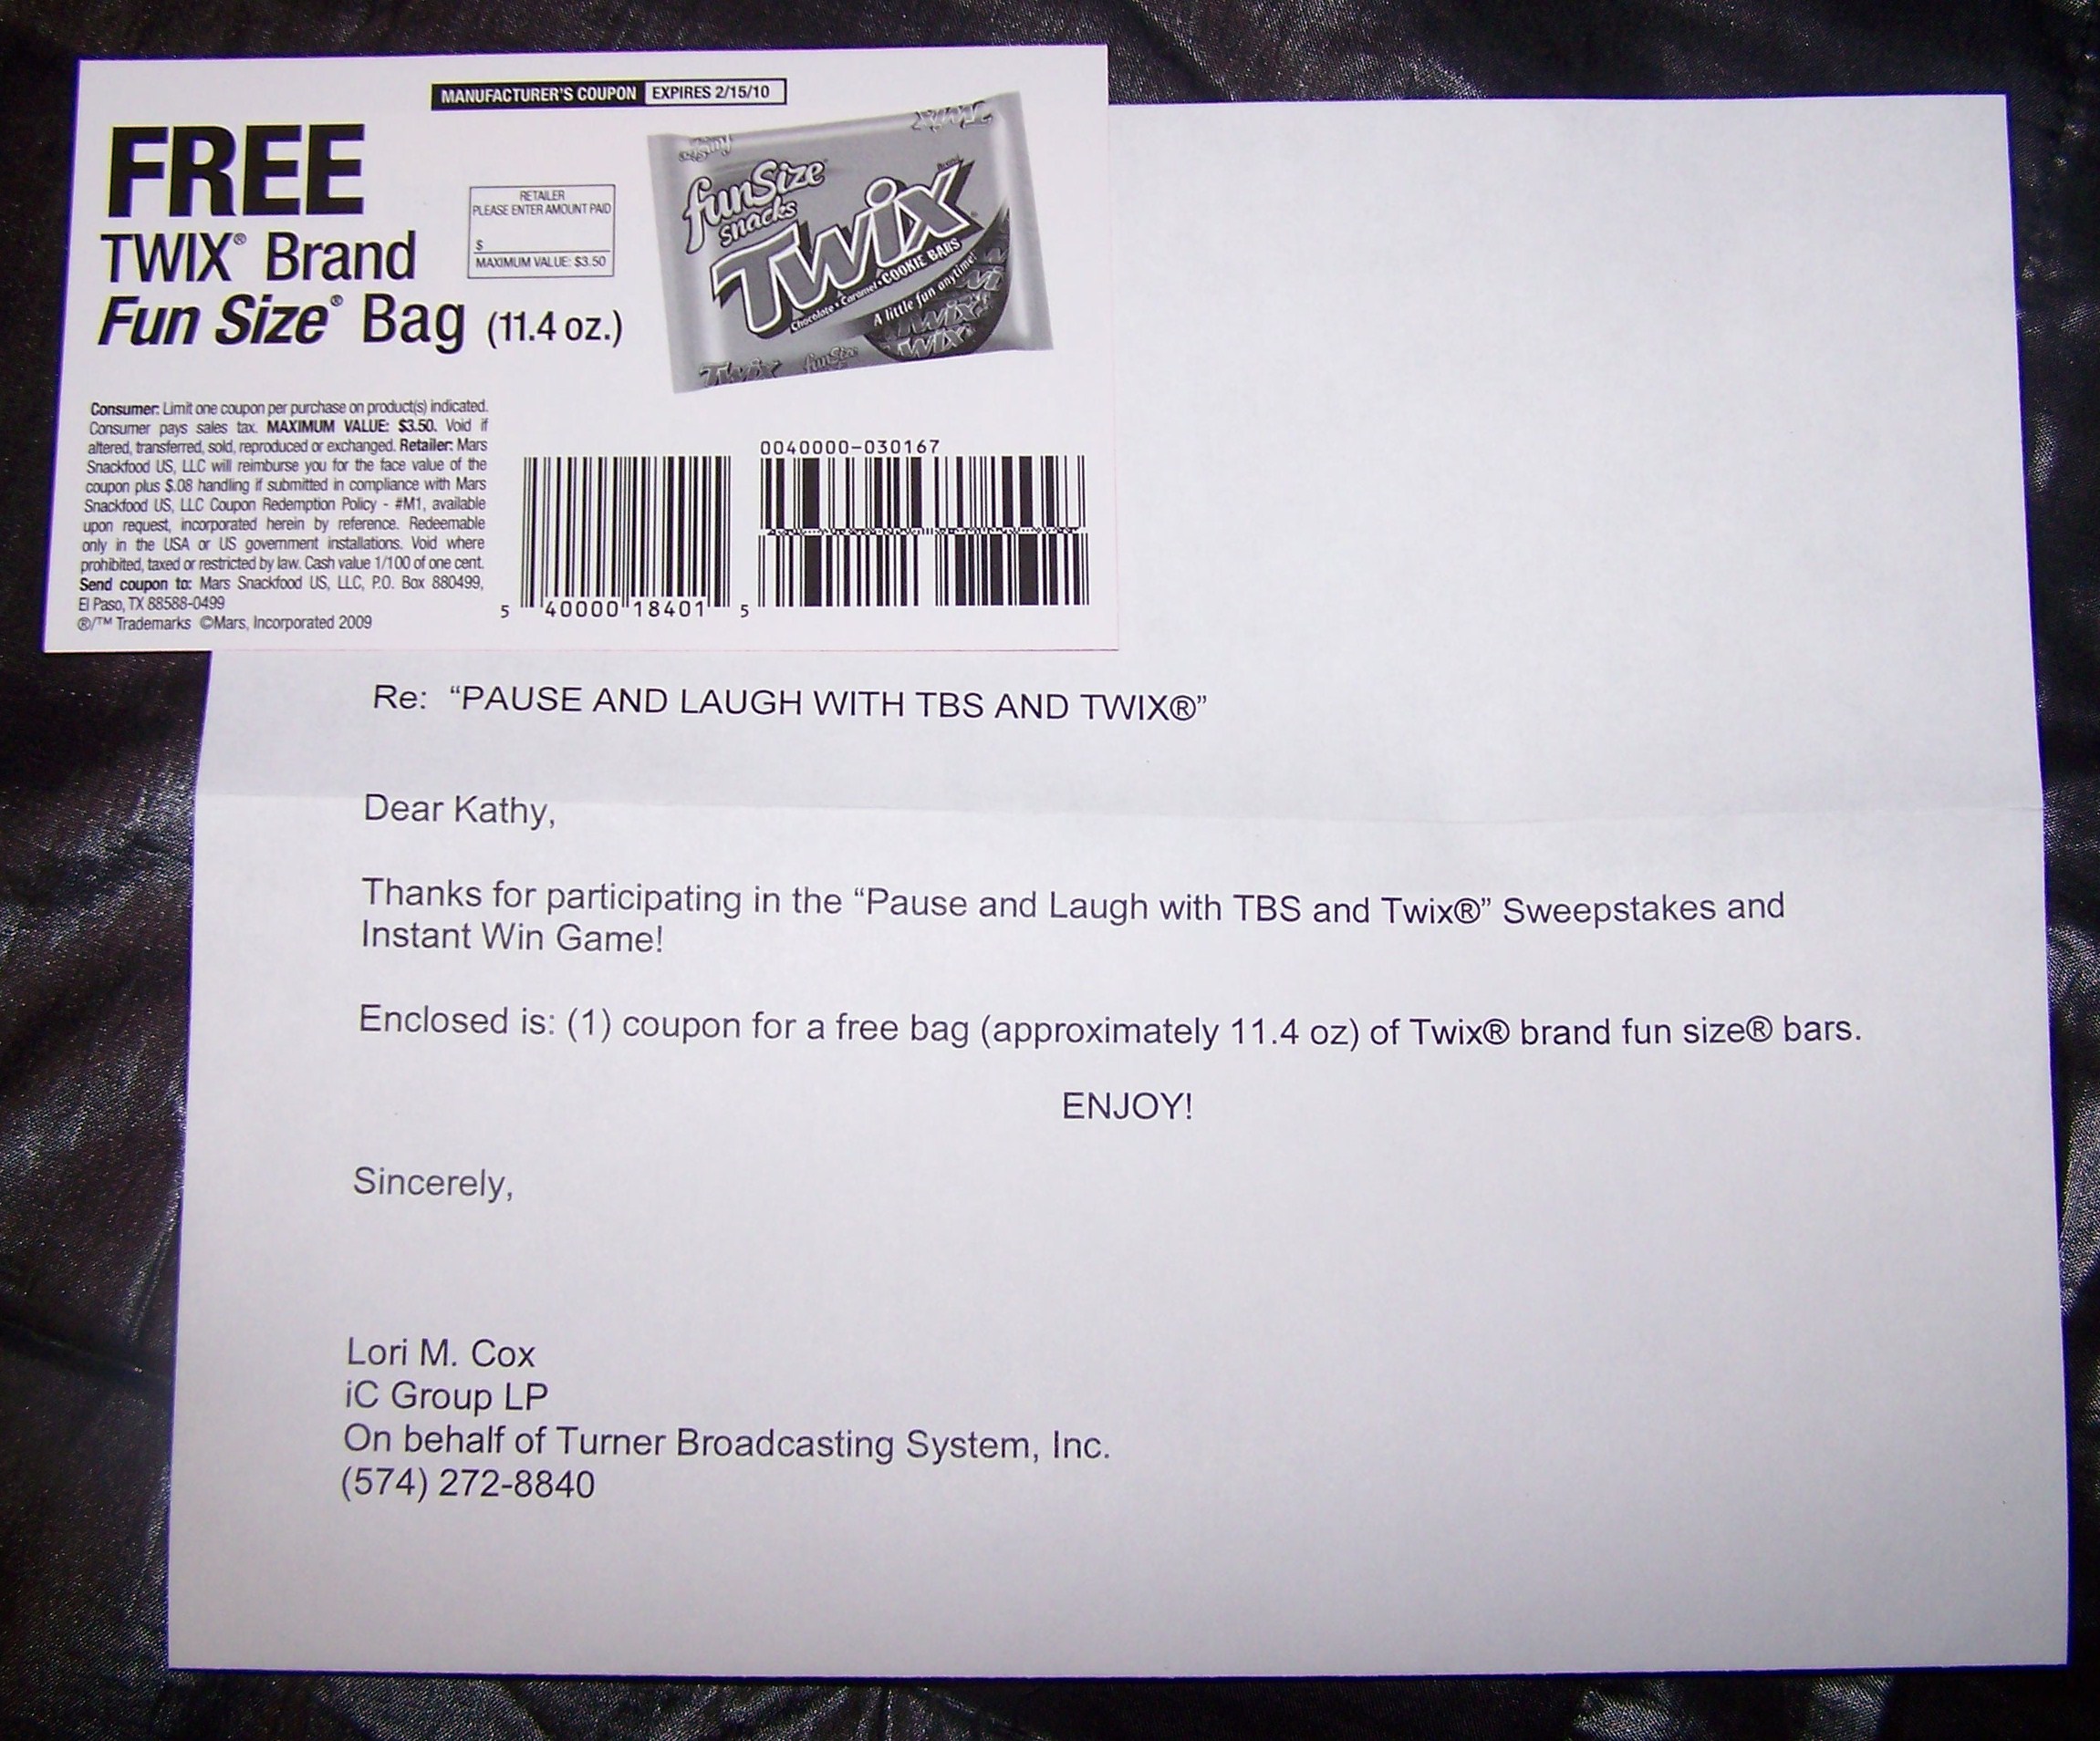 MANUFACTURER'S COUPON EXPIRES 2/15/10
FREE
TWIX® Brand
Fun Size® Bag (11.4 oz.)
RETAILER
PLEASE ENTER AMOUNT PAID
$
MAXIMUM VALUE: $3.50
funSize
snacks
TWIX
Chocolate • Caramel • COOKIE BARS
A little fun anytime!
TWIX
TWIX
Twix funSize
Consumer: Limit one coupon per purchase on product(s) indicated.
Consumer pays sales tax. MAXIMUM VALUE: $3.50. Void if
altered, transferred, sold, reproduced or exchanged. Retailer: Mars
Snackfood US, LLC will reimburse you for the face value of the
coupon plus $.08 handling if submitted in compliance with Mars
Snackfood US, LLC Coupon Redemption Policy - #M1, available
upon request, incorporated herein by reference. Redeemable
only in the USA or US government installations. Void where
prohibited, taxed or restricted by law. Cash value 1/100 of one cent.
Send coupon to: Mars Snackfood US, LLC, P.O. Box 880499,
El Paso, TX 88588-0499
®/™ Trademarks ©Mars, Incorporated 2009
0040000-030167
5 40000 18401 5
Re: "PAUSE AND LAUGH WITH TBS AND TWIX®"
Dear Kathy,
Thanks for participating in the "Pause and Laugh with TBS and Twix®" Sweepstakes and
Instant Win Game!
Enclosed is: (1) coupon for a free bag (approximately 11.4 oz) of Twix® brand fun size® bars.
ENJOY!
Sincerely,
Lori M. Cox
iC Group LP
On behalf of Turner Broadcasting System, Inc.
(574) 272-8840